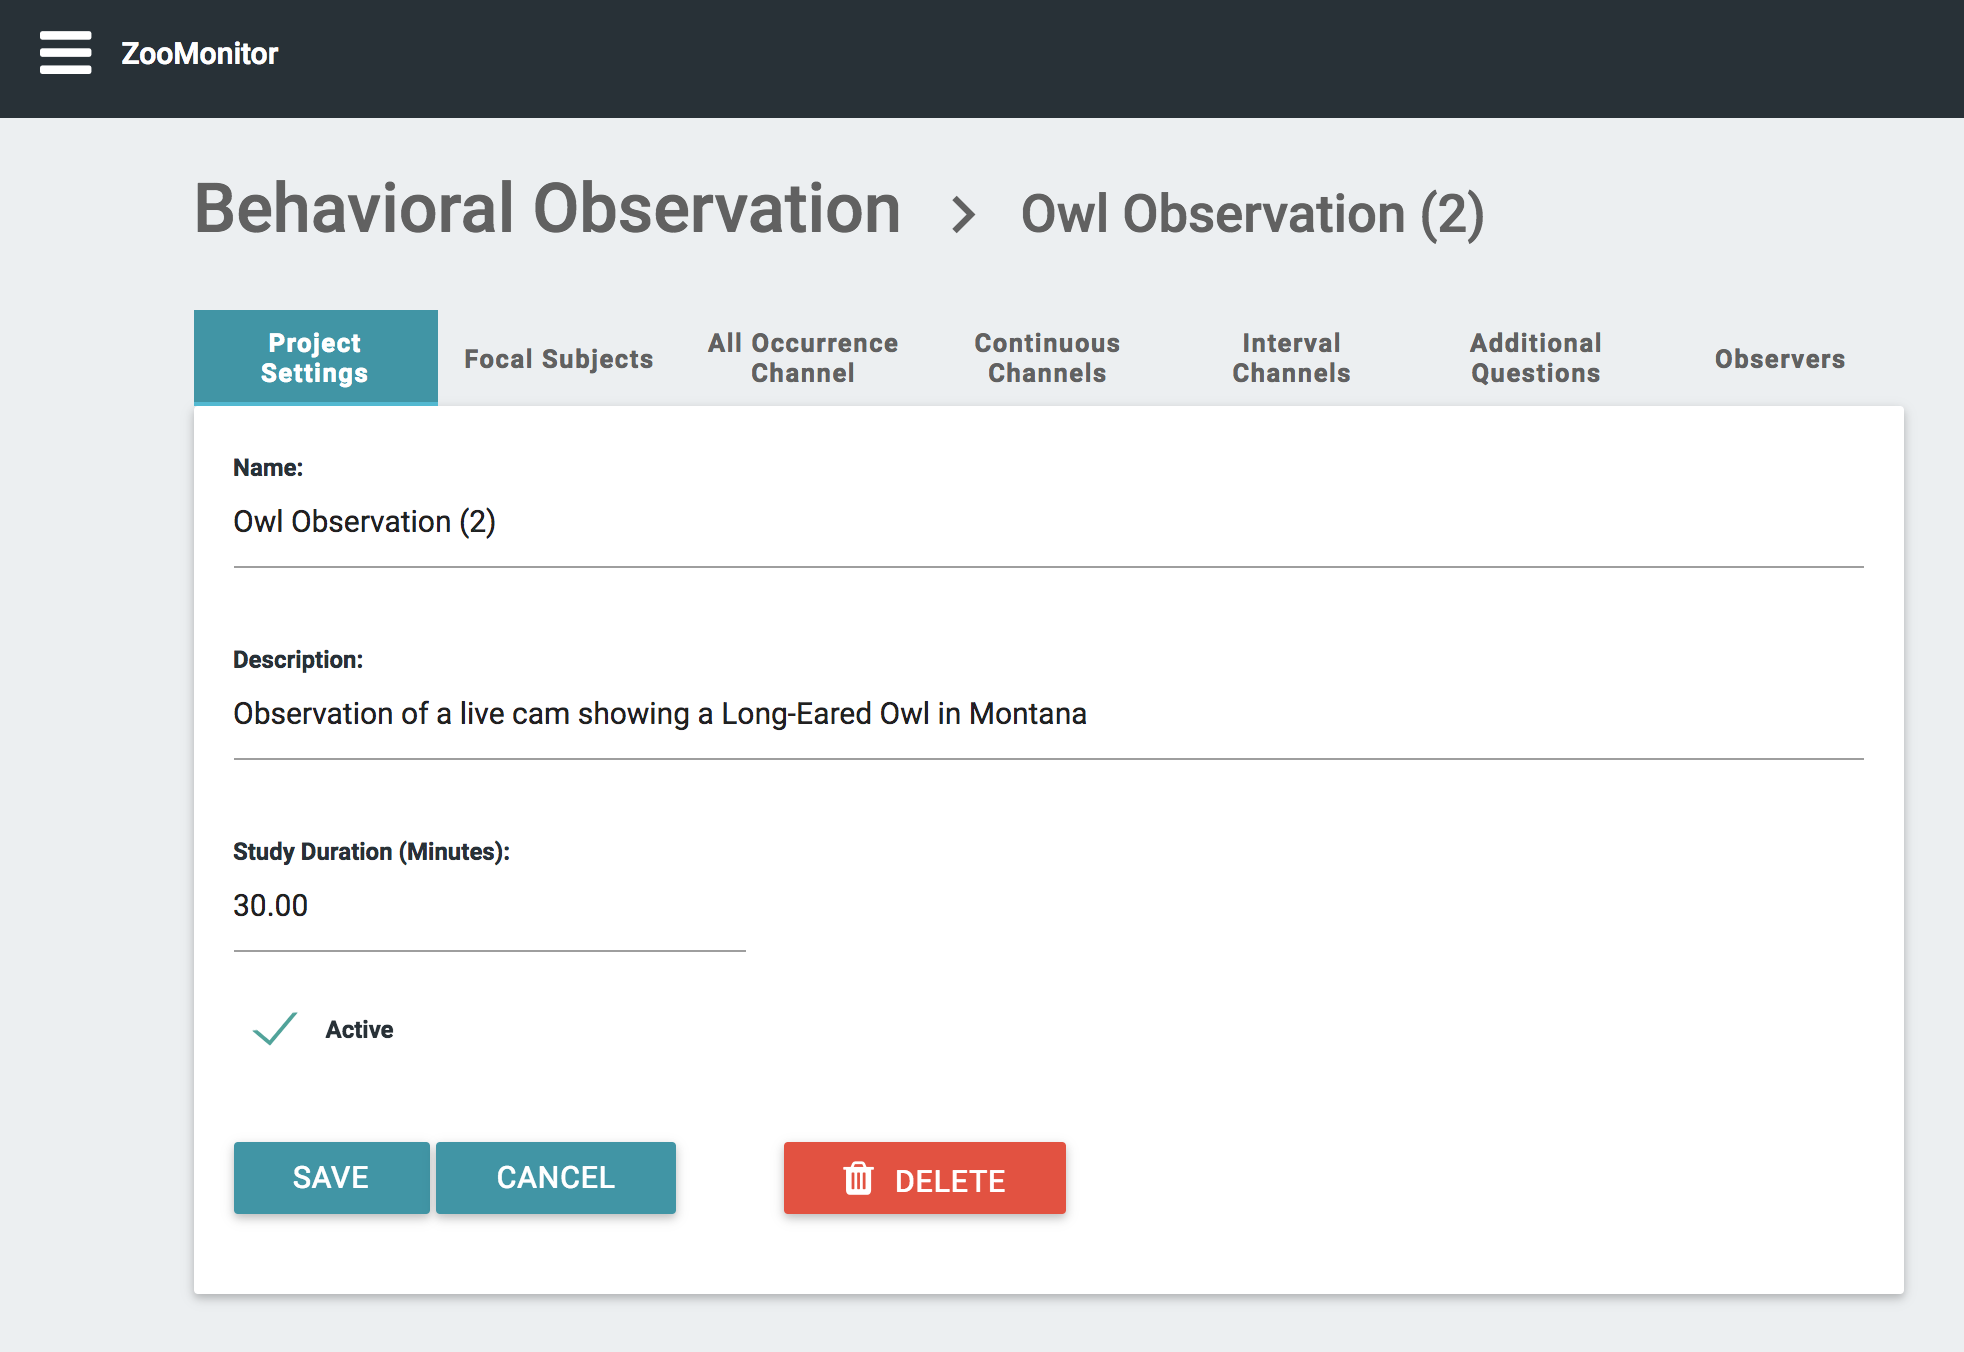 ZooMonitor
Behavioral Observation > Owl Observation (2)
Project
Settings
Focal Subjects
All Occurrence
Channel
Continuous
Channels
Interval
Channels
Additional
Questions
Observers
Name:
Owl Observation (2)
Description:
Observation of a live cam showing a Long-Eared Owl in Montana
Study Duration (Minutes):
30.00
Active
SAVE
CANCEL
DELETE